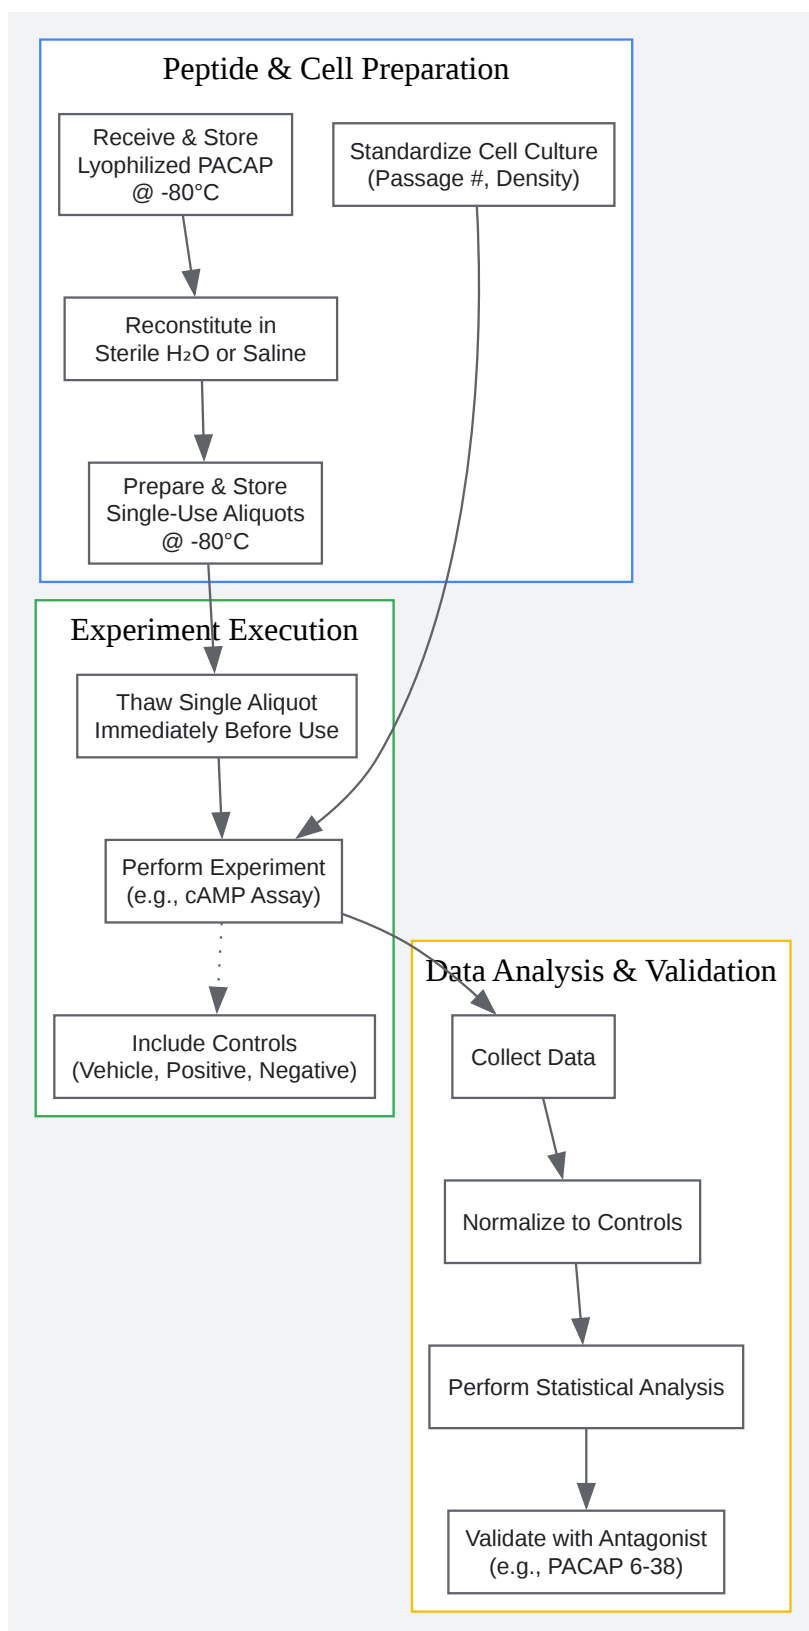 Peptide & Cell Preparation
Receive & Store
Lyophilized PACAP
@ -80°C
Standardize Cell Culture
(Passage #, Density)
Reconstitute in
Sterile H₂O or Saline
Prepare & Store
Single-Use Aliquots
@ -80°C
Experiment Execution
Thaw Single Aliquot
Immediately Before Use
Perform Experiment
(e.g., cAMP Assay)
Include Controls
(Vehicle, Positive, Negative)
Data Analysis & Validation
Collect Data
Normalize to Controls
Perform Statistical Analysis
Validate with Antagonist
(e.g., PACAP 6-38)